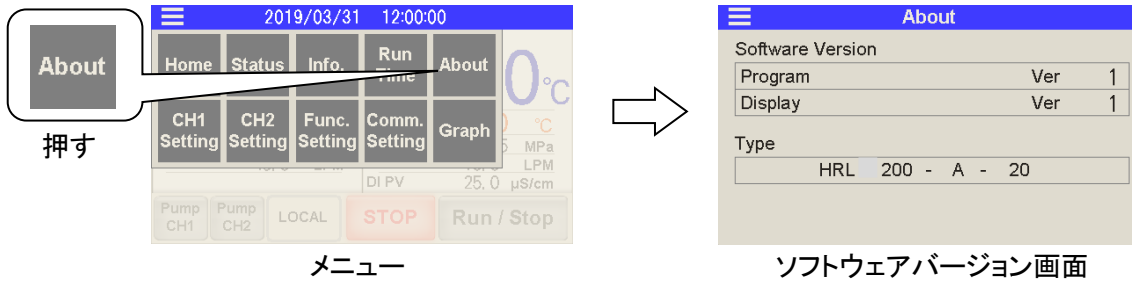 About
押す
2019/03/31 12:00:00
Home Status Info. Run Time About
CH1 Setting CH2 Setting Func. Setting Comm. Setting Graph
0°C
0 °C
5 MPa
LPM
DI PV 25.0 µS/cm
Pump CH1 Pump CH2 LOCAL STOP Run / Stop
メニュー
About
Software Version
Program Ver 1
Display Ver 1
Type
HRL 200 - A - 20
ソフトウェアバージョン画面